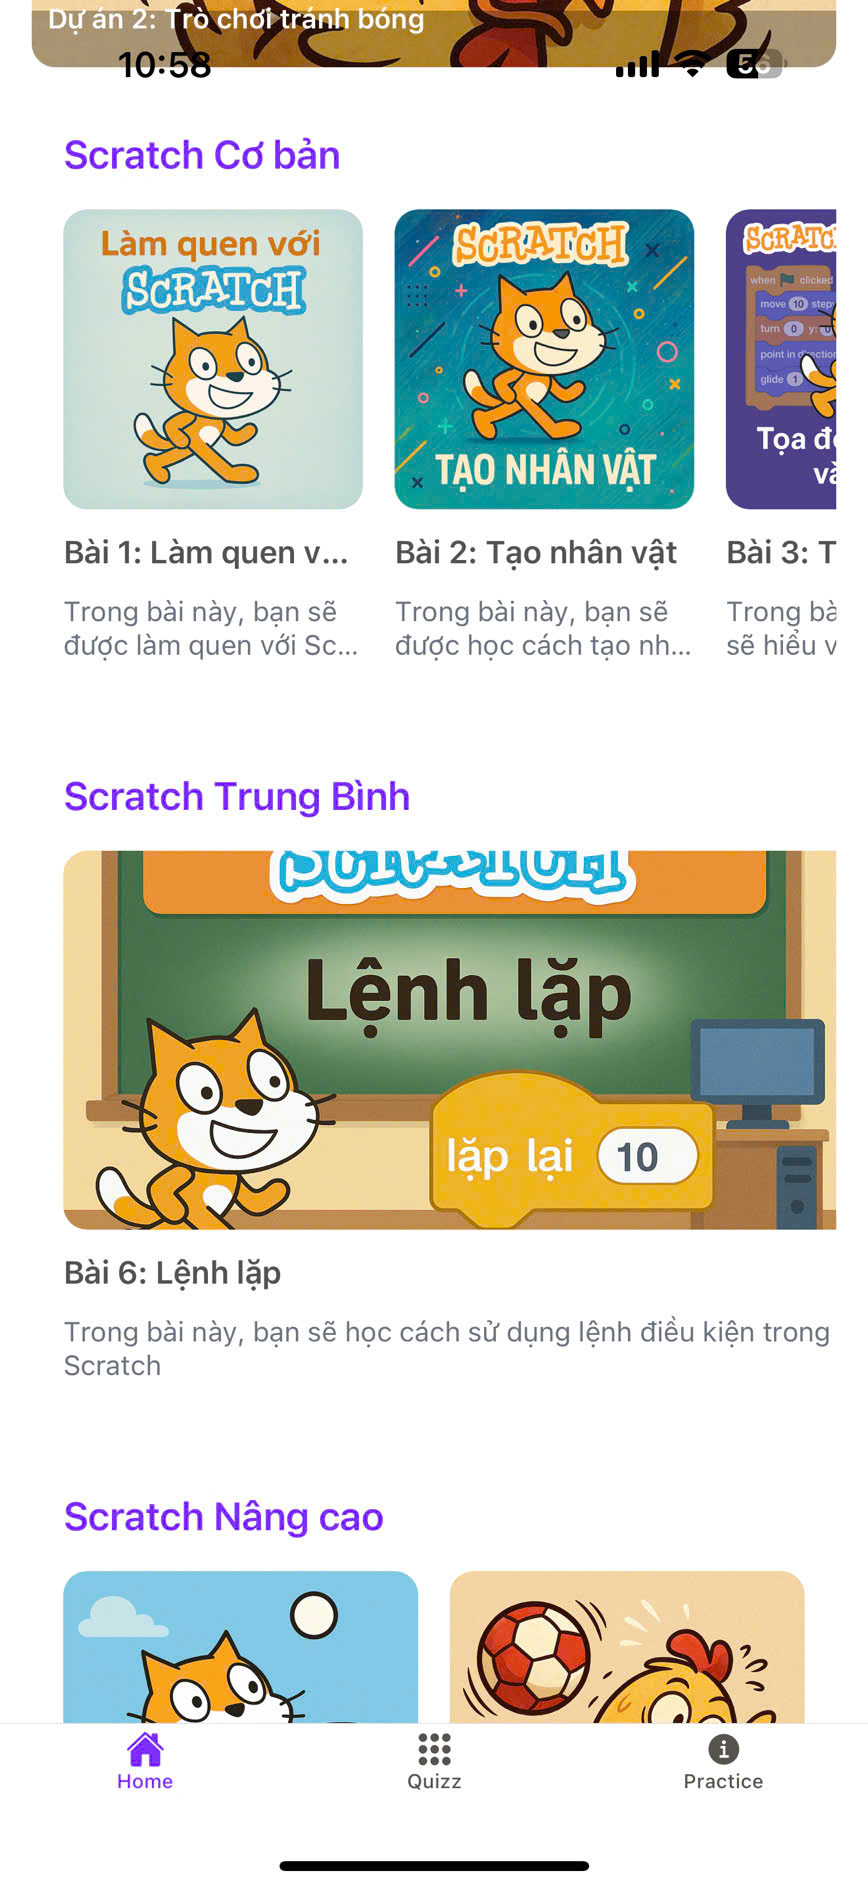 Dự án 2: Trò chơi tránh bóng
10:58
56
Scratch Cơ bản
Làm quen với
SCRATCH
SCRATCH
TẠO NHÂN VẬT
SCRATC
when clicked
move 10 step
turn 0 y: 0
point in direction
glide 1
Tọa đ
và
Bài 1: Làm quen v...
Bài 2: Tạo nhân vật
Bài 3: T
Trong bài này, bạn sẽ
được làm quen với Sc...
Trong bài này, bạn sẽ
được học cách tạo nh...
Trong bà
sẽ hiểu v
Scratch Trung Bình
SCRATCH
Lệnh lặp
lặp lại 10
Bài 6: Lệnh lặp
Trong bài này, bạn sẽ học cách sử dụng lệnh điều kiện trong
Scratch
Scratch Nâng cao
Home
Quizz
Practice